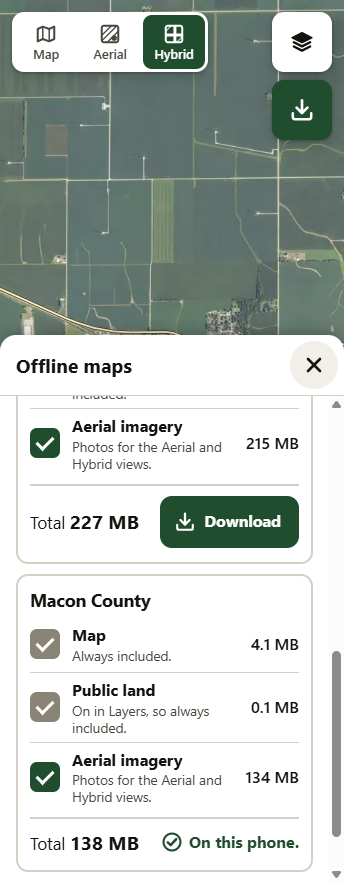 Map Aerial Hybrid
Offline maps
included.
Aerial imagery
Photos for the Aerial and
Hybrid views.
215 MB
Total 227 MB
Download
Macon County
Map
Always included.
4.1 MB
Public land
On in Layers, so always
included.
0.1 MB
Aerial imagery
Photos for the Aerial and
Hybrid views.
134 MB
Total 138 MB
On this phone.